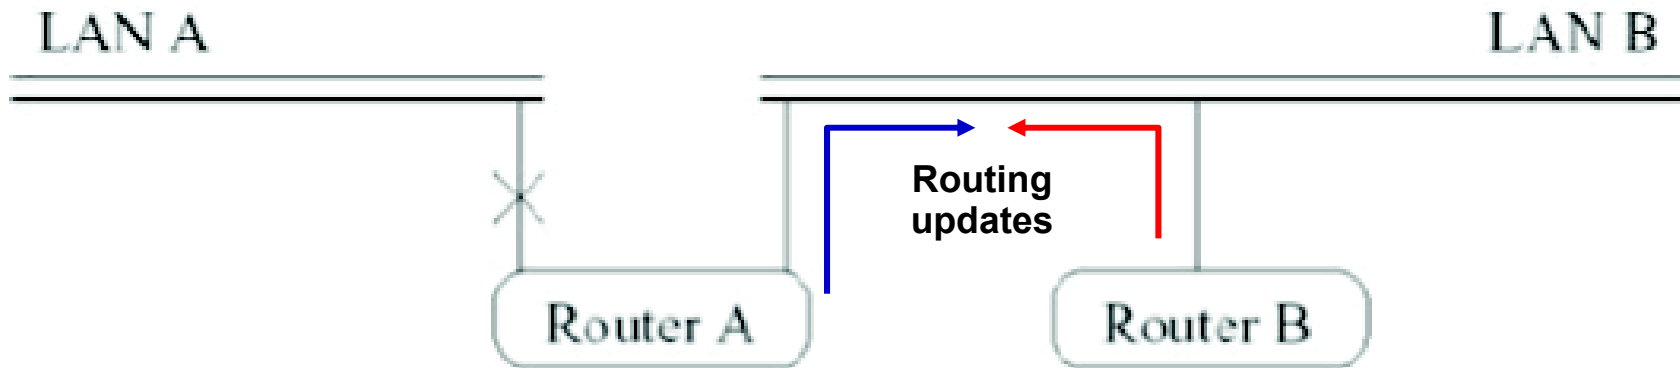 LAN A
LAN B
Routing
updates
Router A
Router B